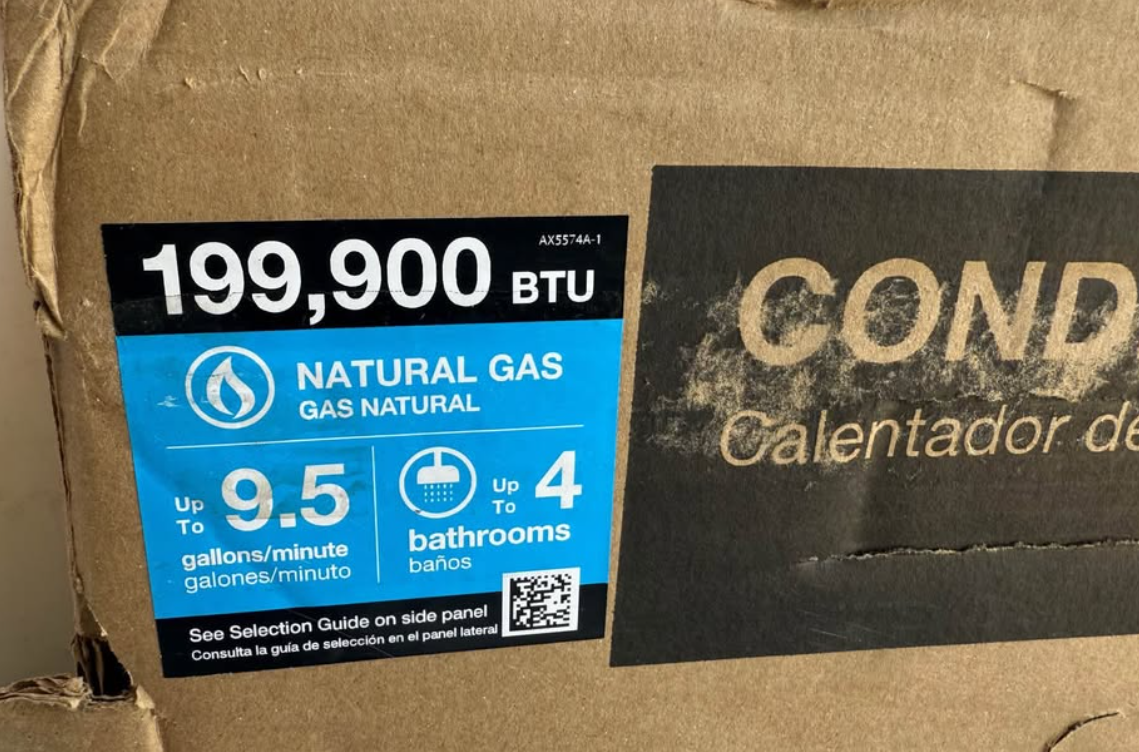 199,900 BTU
AX5574A-1
NATURAL GAS
GAS NATURAL
Up To 9.5
gallons/minute
galones/minuto
Up To 4
bathrooms
baños
See Selection Guide on side panel
Consulta la guía de selección en el panel lateral
COND
Calentador de